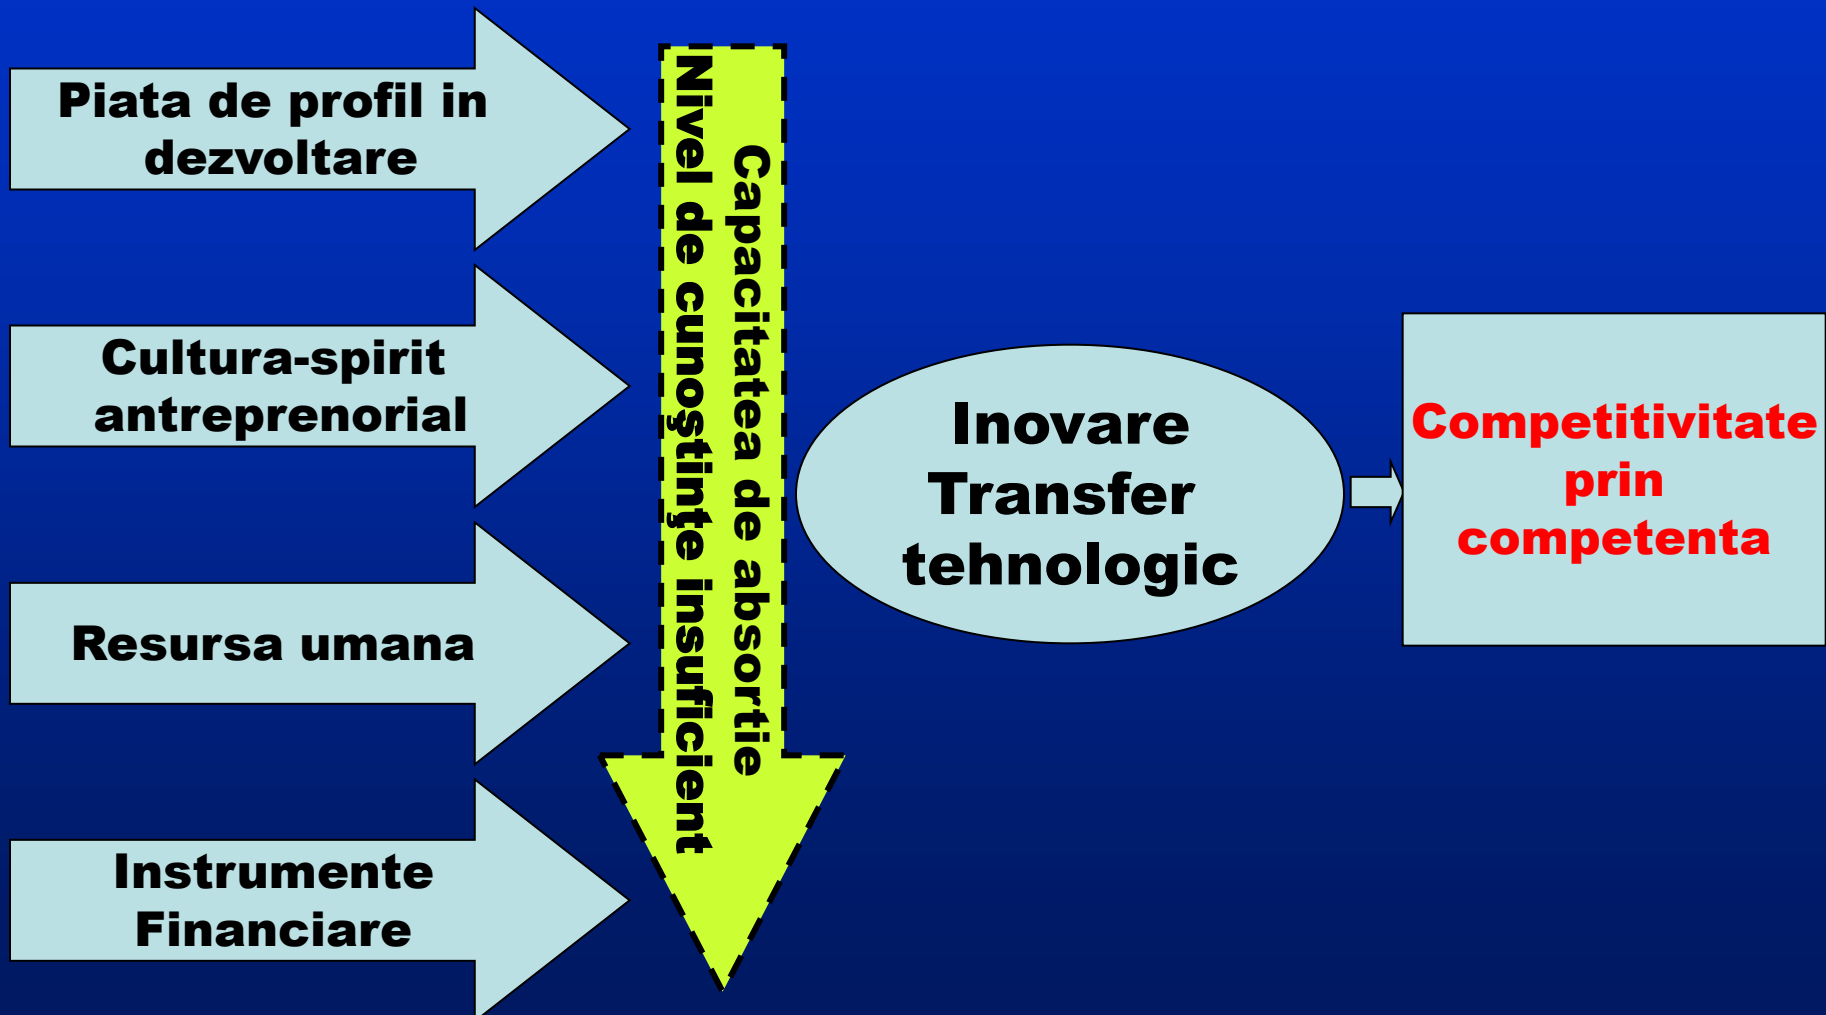 Piata de profil in
dezvoltare
Cultura-spirit
antreprenorial
Resursa umana
Instrumente
Financiare
Capacitatea de absortie
Nivel de cunoştinţe insuficient
Inovare
Transfer
tehnologic
Competitivitate
prin
competenta